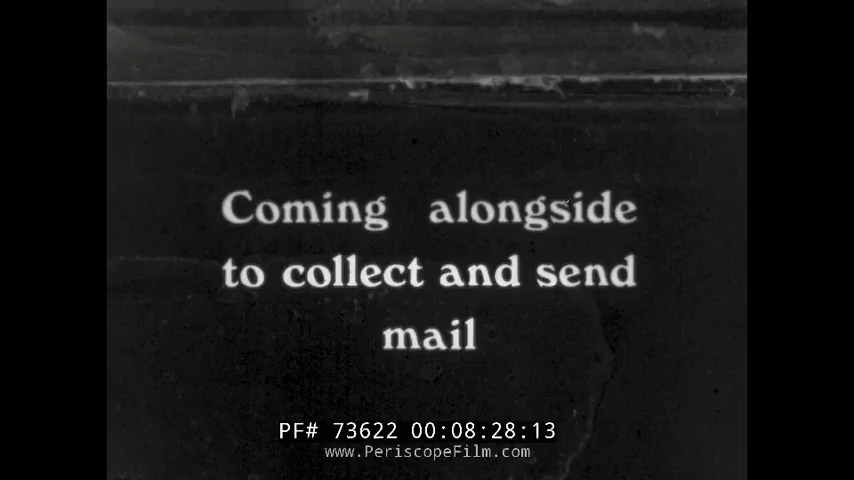 Coming alongside
to collect and send
mail
PF# 73622 00:08:28:13
www.PeriscopeFilm.com